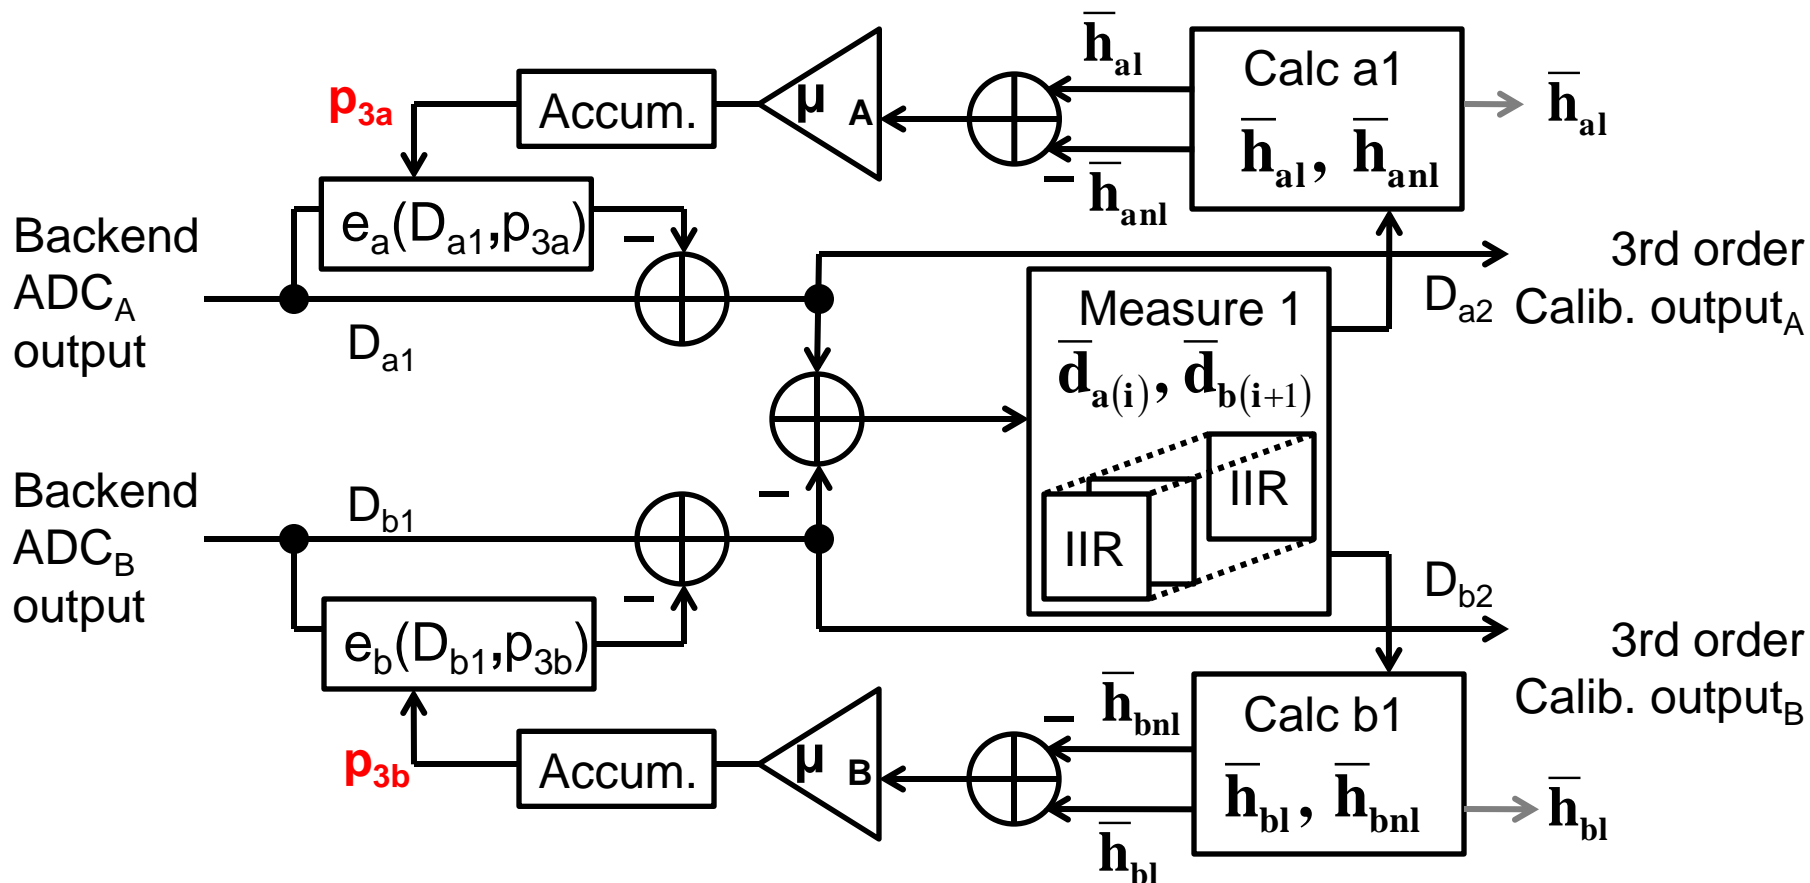 h̅al
Calc a1
h̅al, h̅anl
h̅al
p3a
Accum.
μ A
– h̅anl
Backend
ADCA
output
ea(Da1,p3a)
–
Da1
3rd order
Calib. outputA
Da2
Measure 1
d̅a(i), d̅b(i+1)
IIR
IIR
Backend
ADCB
output
Db1
–
–
eb(Db1,p3b)
Db2
3rd order
Calib. outputB
p3b
Accum.
μ B
– h̅bnl
Calc b1
h̅bl, h̅bnl
h̅bl
h̅bl